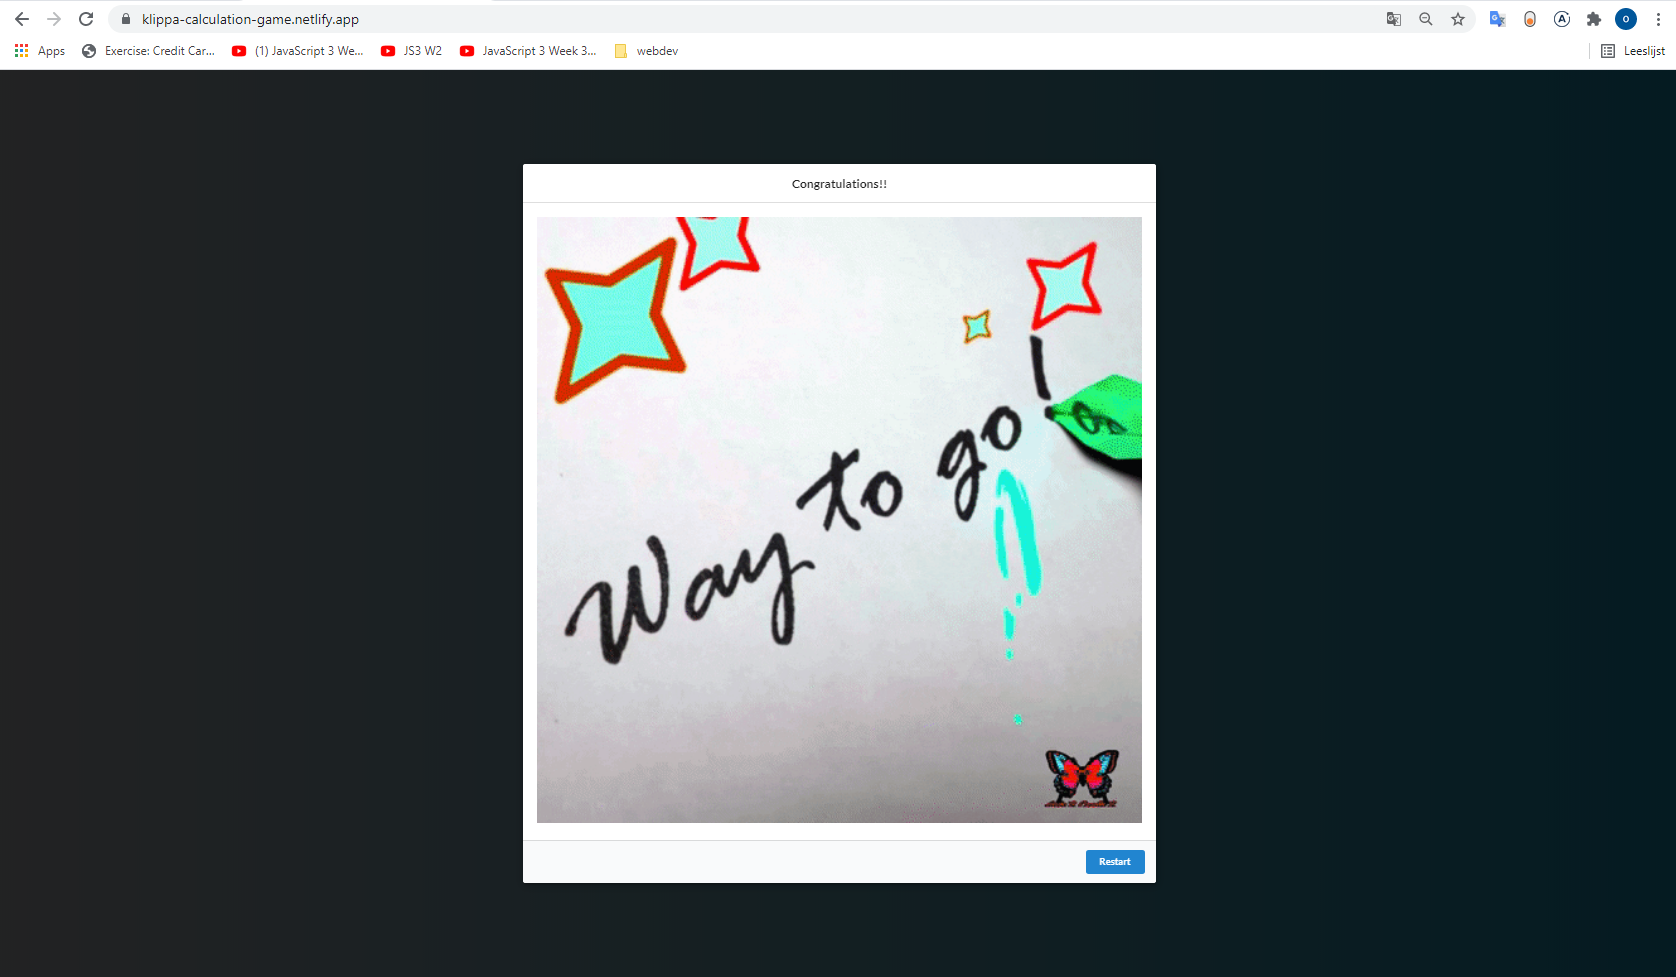 klippa-calculation-game.netlify.app
Apps
Exercise: Credit Car...
(1) JavaScript 3 We...
JS3 W2
JavaScript 3 Week 3...
webdev
Leeslijst
Congratulations!!
Way to go!
Restart